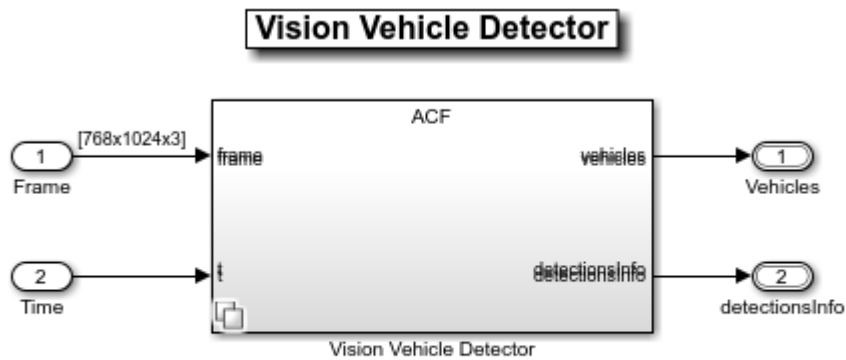 Vision Vehicle Detector
ACF
[768x1024x3]
1
frame
vehicles
1
Frame
Vehicles
2
t
detectionsInfo
2
Time
detectionsInfo
Vision Vehicle Detector